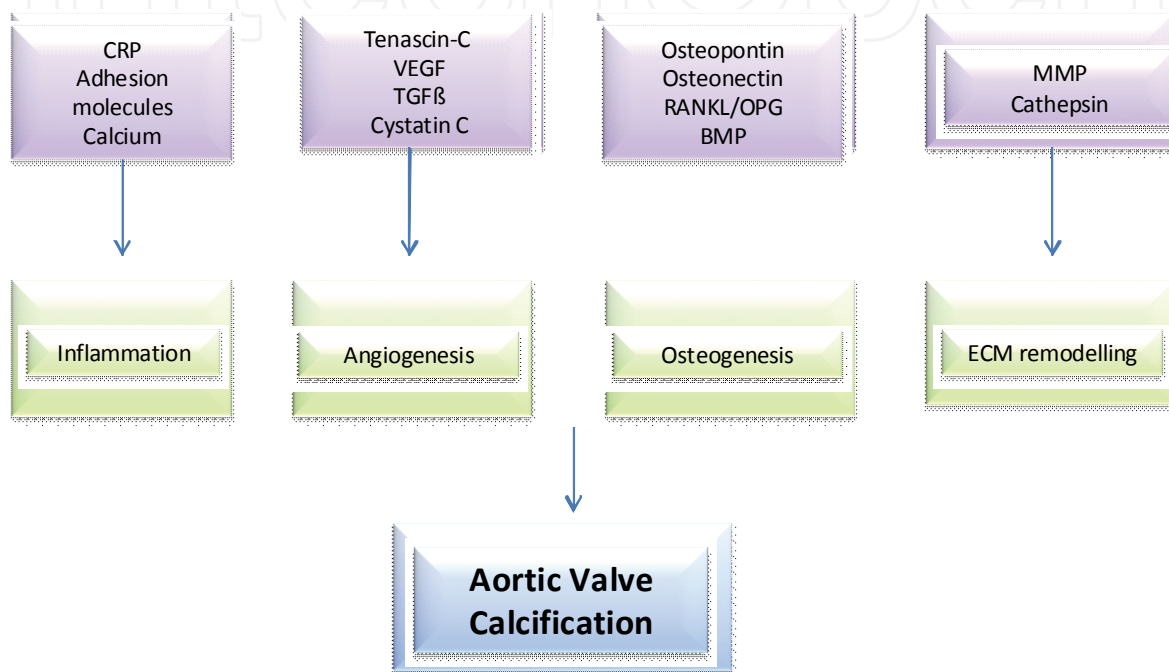 CRP
Adhesion
molecules
Calcium
Tenascin-C
VEGF
TGFß
Cystatin C
Osteopontin
Osteonectin
RANKL/OPG
BMP
MMP
Cathepsin
Inflammation
Angiogenesis
Osteogenesis
ECM remodelling
Aortic Valve
Calcification